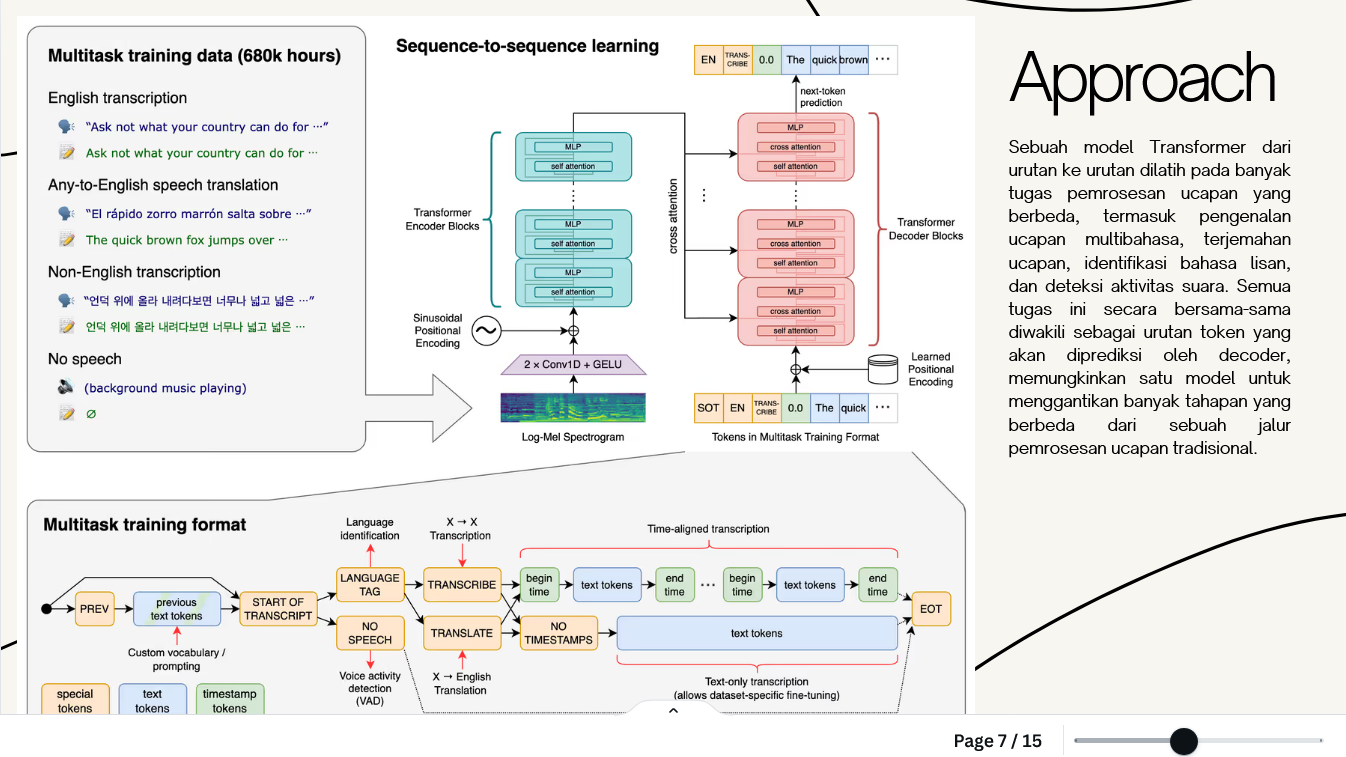 Multitask training data (680k hours)
English transcription
“Ask not what your country can do for ⋯”
Ask not what your country can do for ⋯
Any-to-English speech translation
“El rápido zorro marrón salta sobre ⋯”
The quick brown fox jumps over ⋯
Non-English transcription
“언덕 위에 올라 내려다보면 너무나 넓고 넓은 ⋯”
언덕 위에 올라 내려다보면 너무나 넓고 넓은 ⋯
No speech
(background music playing)
∅
Sequence-to-sequence learning
EN TRANS-CRIBE 0.0 The quick brown ⋯
next-token
prediction
MLP
self attention
MLP
self attention
MLP
self attention
Transformer
Encoder Blocks
Sinusoidal
Positional
Encoding
2 × Conv1D + GELU
Log-Mel Spectrogram
cross attention
MLP
cross attention
self attention
MLP
cross attention
self attention
MLP
cross attention
self attention
Transformer
Decoder Blocks
Learned
Positional
Encoding
SOT EN TRANS-CRIBE 0.0 The quick ⋯
Tokens in Multitask Training Format
Multitask training format
PREV
previous
text tokens
Custom vocabulary /
prompting
START OF
TRANSCRIPT
Language
identification
LANGUAGE
TAG
NO
SPEECH
Voice activity
detection
(VAD)
X → X
Transcription
TRANSCRIBE
TRANSLATE
X → English
Translation
Time-aligned transcription
begin
time
text tokens
end
time
⋯
begin
time
text tokens
end
time
NO
TIMESTAMPS
text tokens
Text-only transcription
(allows dataset-specific fine-tuning)
EOT
special
tokens
text
tokens
timestamp
tokens
Approach
Sebuah model Transformer dari
urutan ke urutan dilatih pada banyak
tugas pemrosesan ucapan yang
berbeda, termasuk pengenalan
ucapan multibahasa, terjemahan
ucapan, identifikasi bahasa lisan,
dan deteksi aktivitas suara. Semua
tugas ini secara bersama-sama
diwakili sebagai urutan token yang
akan diprediksi oleh decoder,
memungkinkan satu model untuk
menggantikan banyak tahapan yang
berbeda dari sebuah jalur
pemrosesan ucapan tradisional.
Page 7 / 15